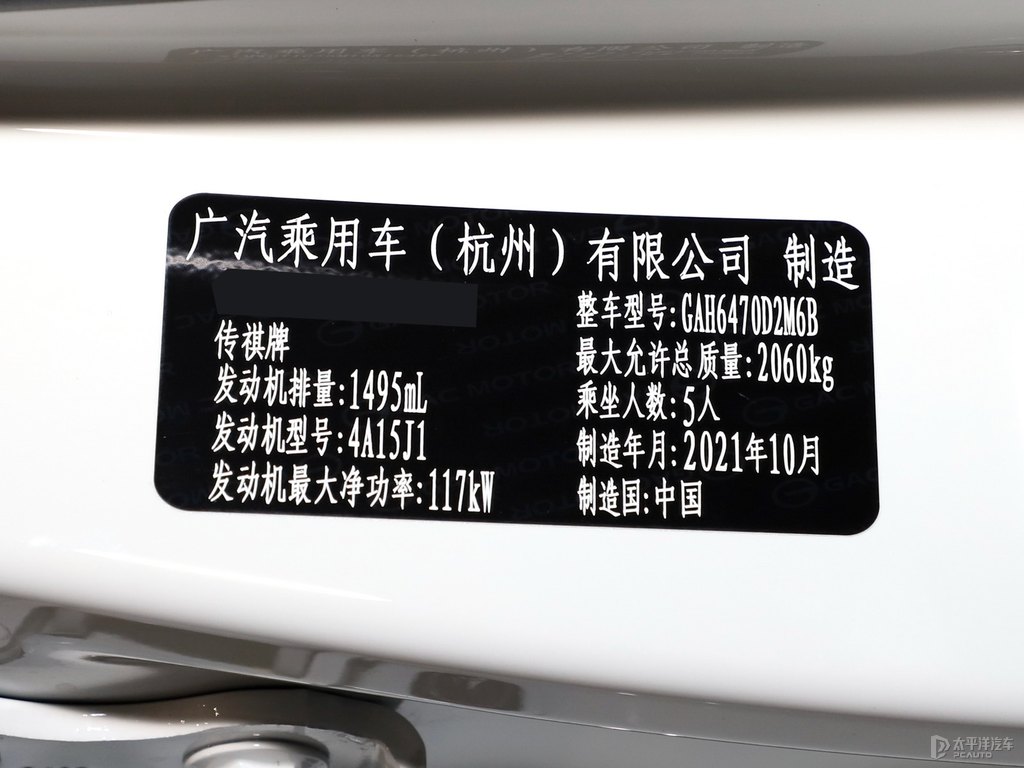 广汽乘用车（杭州）有限公司 制造
传祺牌
发动机排量:1495mL
发动机型号:4A15J1
发动机最大净功率:117kW
整车型号:GAH6470D2M6B
最大允许总质量:2060kg
乘坐人数:5人
制造年月:2021年10月
制造国:中国
太平洋汽车
PCAUTO